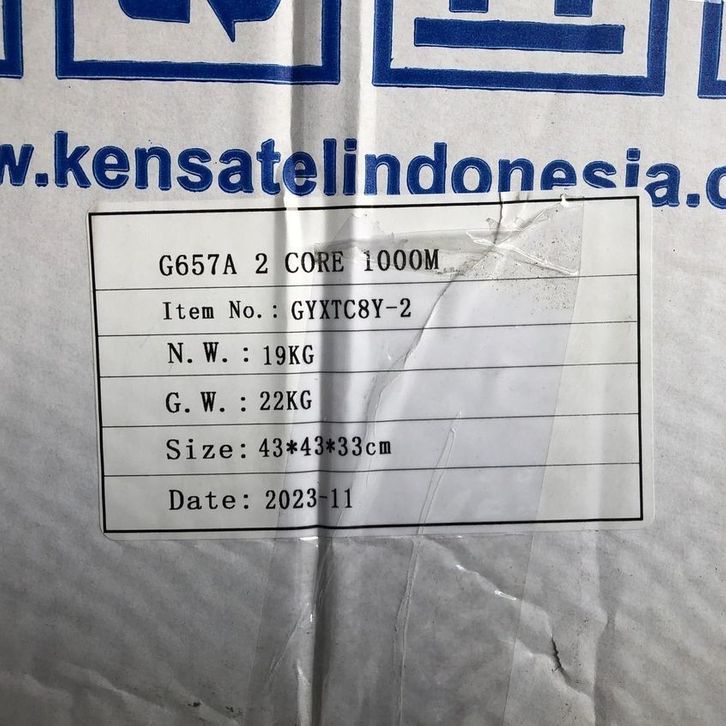 w.kensatelindonesia.c
G657A 2 CORE 1000M
Item No.: GYXTC8Y-2
N.W.: 19KG
G.W.: 22KG
Size: 43*43*33cm
Date: 2023-11